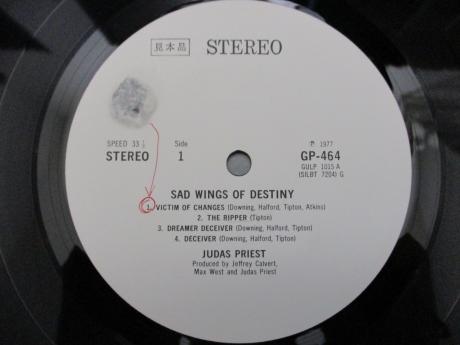 見本品 STEREO
SPEED 33 1/3
STEREO
Side
1
℗ 1977
GP-464
GULP 1015 A
(SILBT 7204) G
SAD WINGS OF DESTINY
1. VICTIM OF CHANGES (Downing, Halford, Tipton, Atkins)
2. THE RIPPER (Tipton)
3. DREAMER DECEIVER (Downing, Halford, Tipton)
4. DECEIVER (Downing, Halford, Tipton)
JUDAS PRIEST
Produced by Jeffrey Calvert,
Max West and Judas Priest